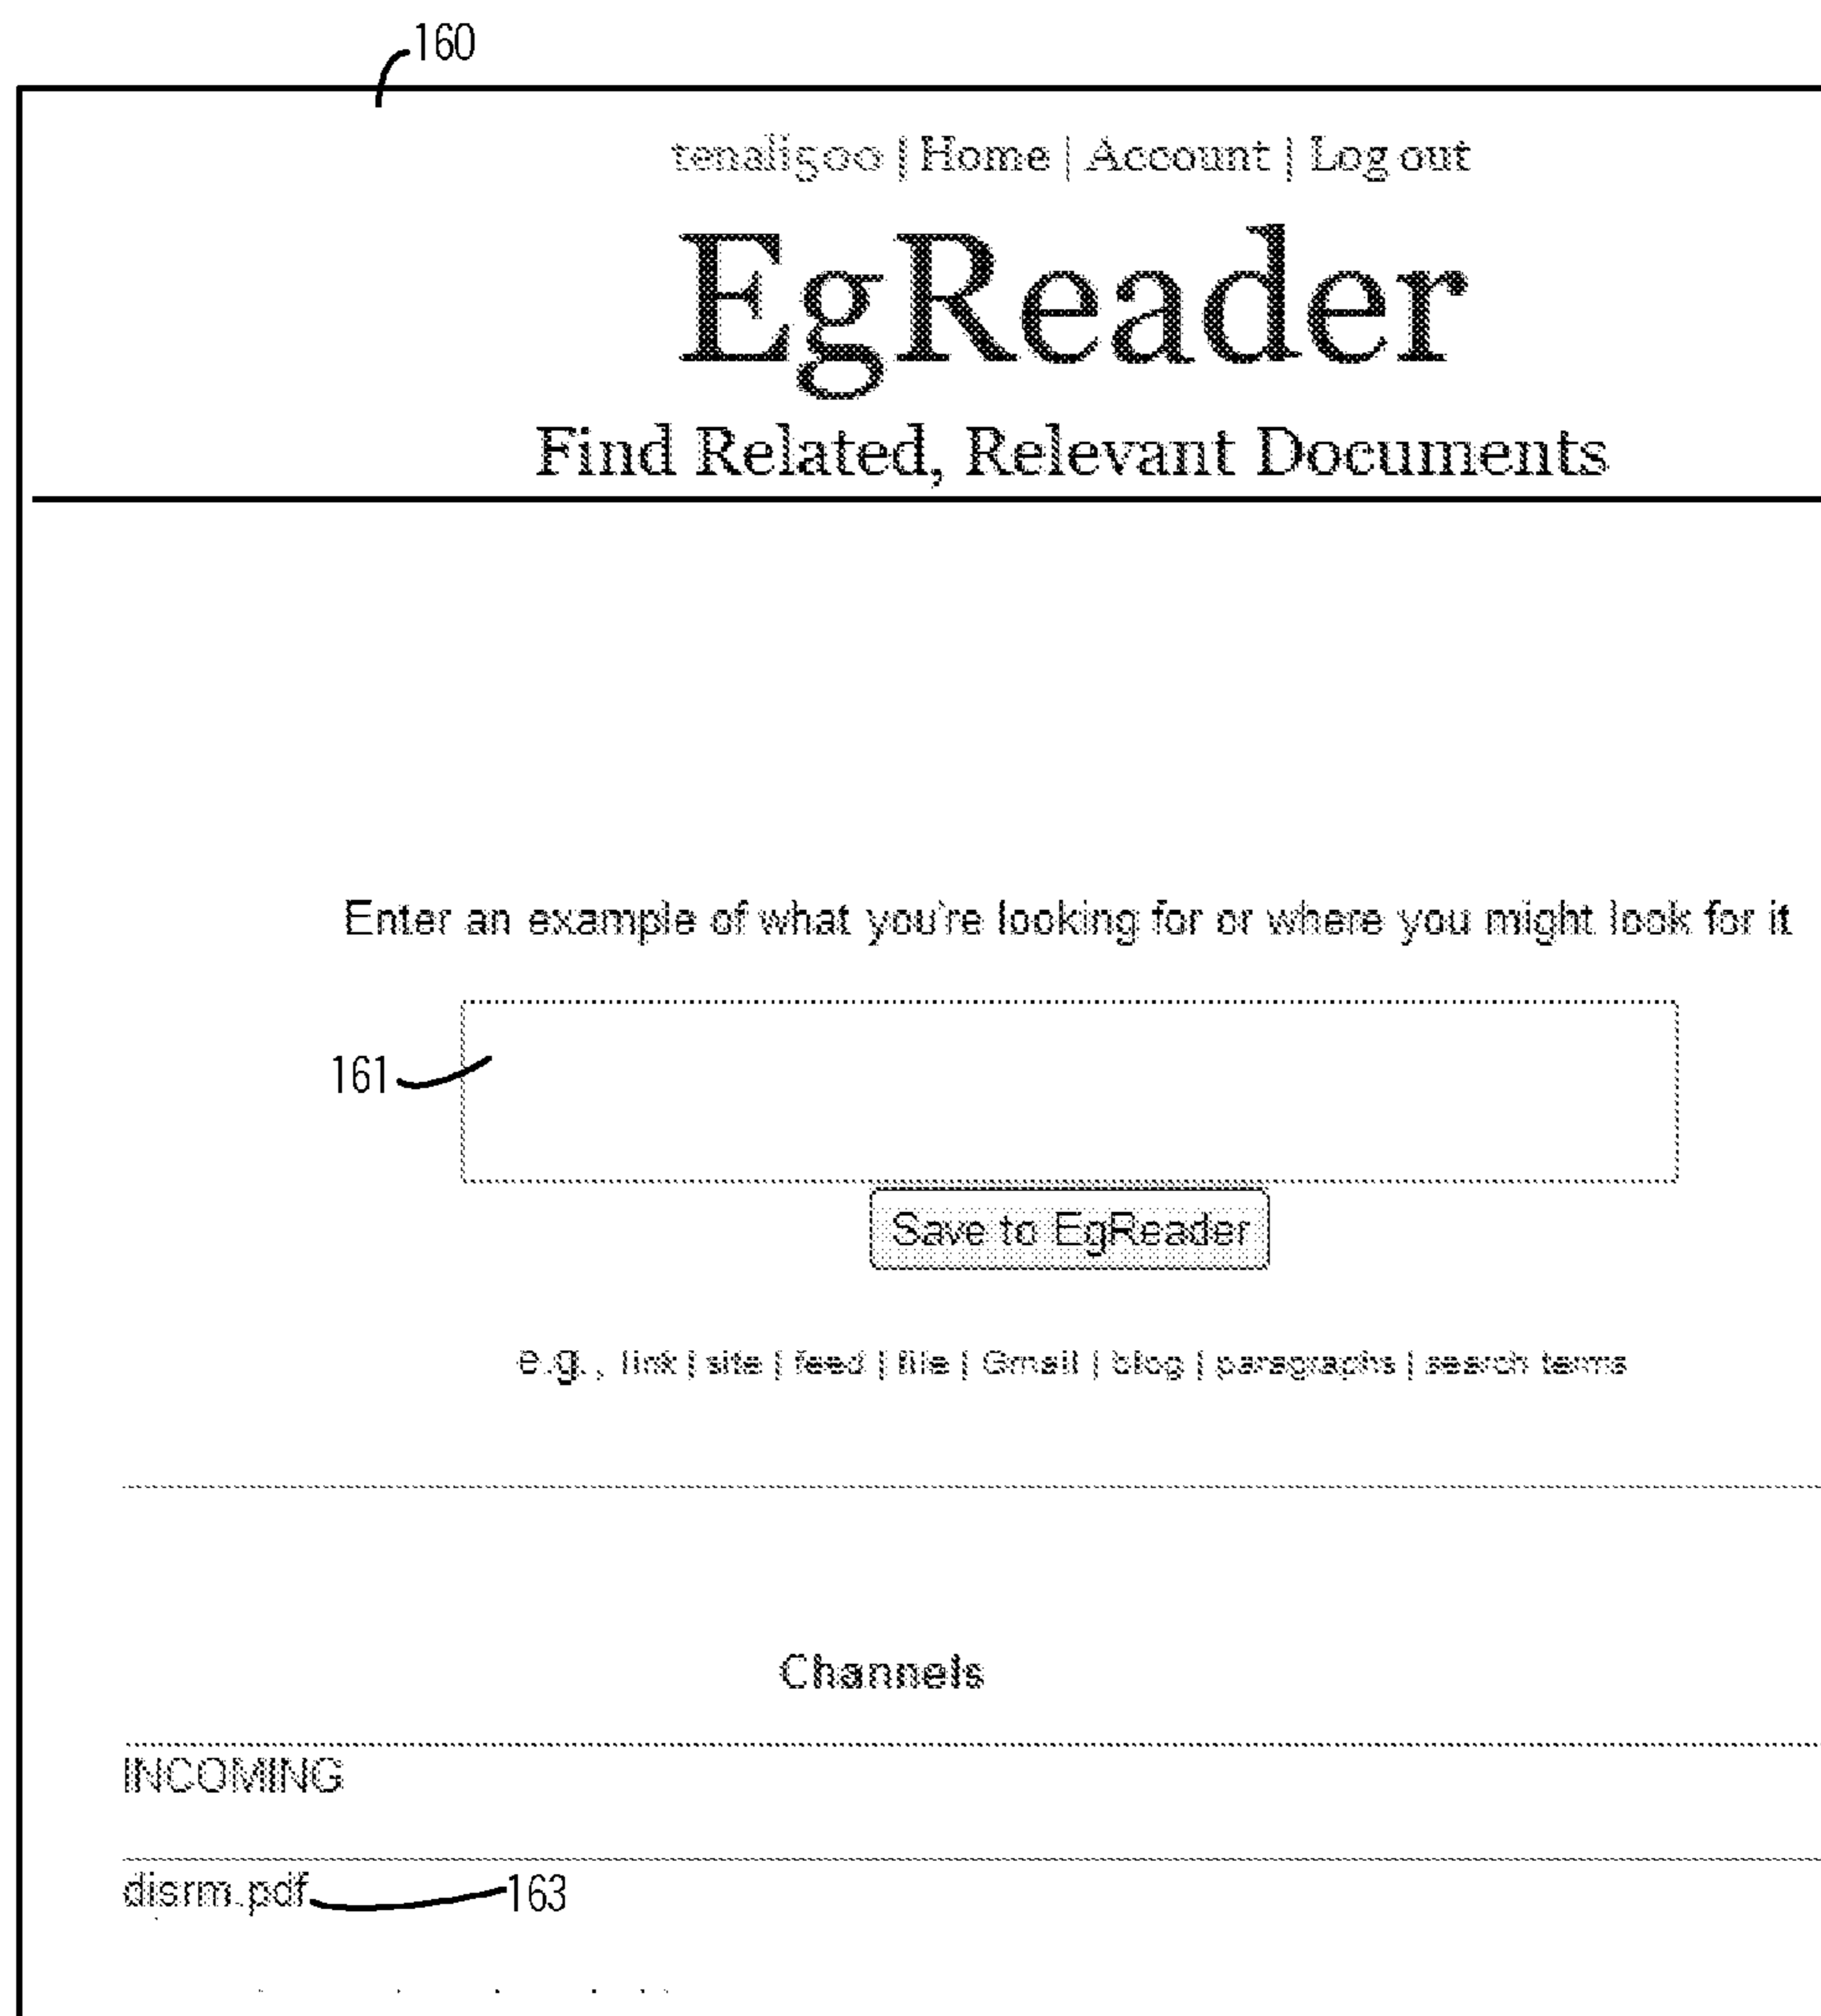 160
tenali500 | Home | Account | Log out
EgReader
Find Related, Relevant Documents
Enter an example of what you're looking for or where you might look for it
161
Save to EgReader
e.g., link | site | feed | file | Gmail | blog | paragraphs | search terms
Channels
INCOMING
disrm.pdf 163